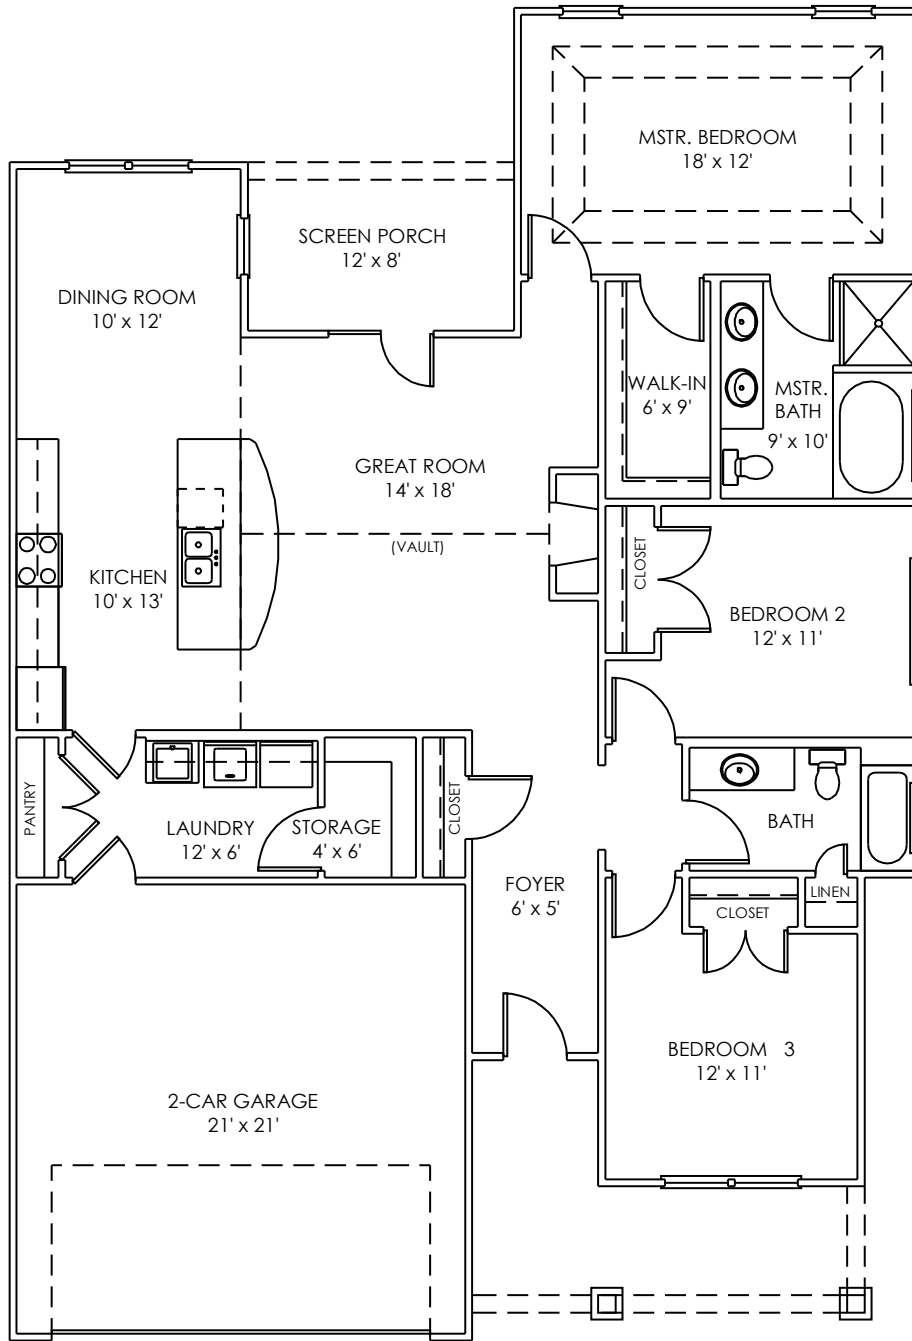 MSTR. BEDROOM
18' x 12'
SCREEN PORCH
12' x 8'
DINING ROOM
10' x 12'
WALK-IN
6' x 9'
MSTR.
BATH
9' x 10'
GREAT ROOM
14' x 18'
(VAULT)
CLOSET
KITCHEN
10' x 13'
BEDROOM 2
12' x 11'
PANTRY
LAUNDRY
12' x 6'
STORAGE
4' x 6'
CLOSET
BATH
FOYER
6' x 5'
CLOSET
LINEN
BEDROOM 3
12' x 11'
2-CAR GARAGE
21' x 21'